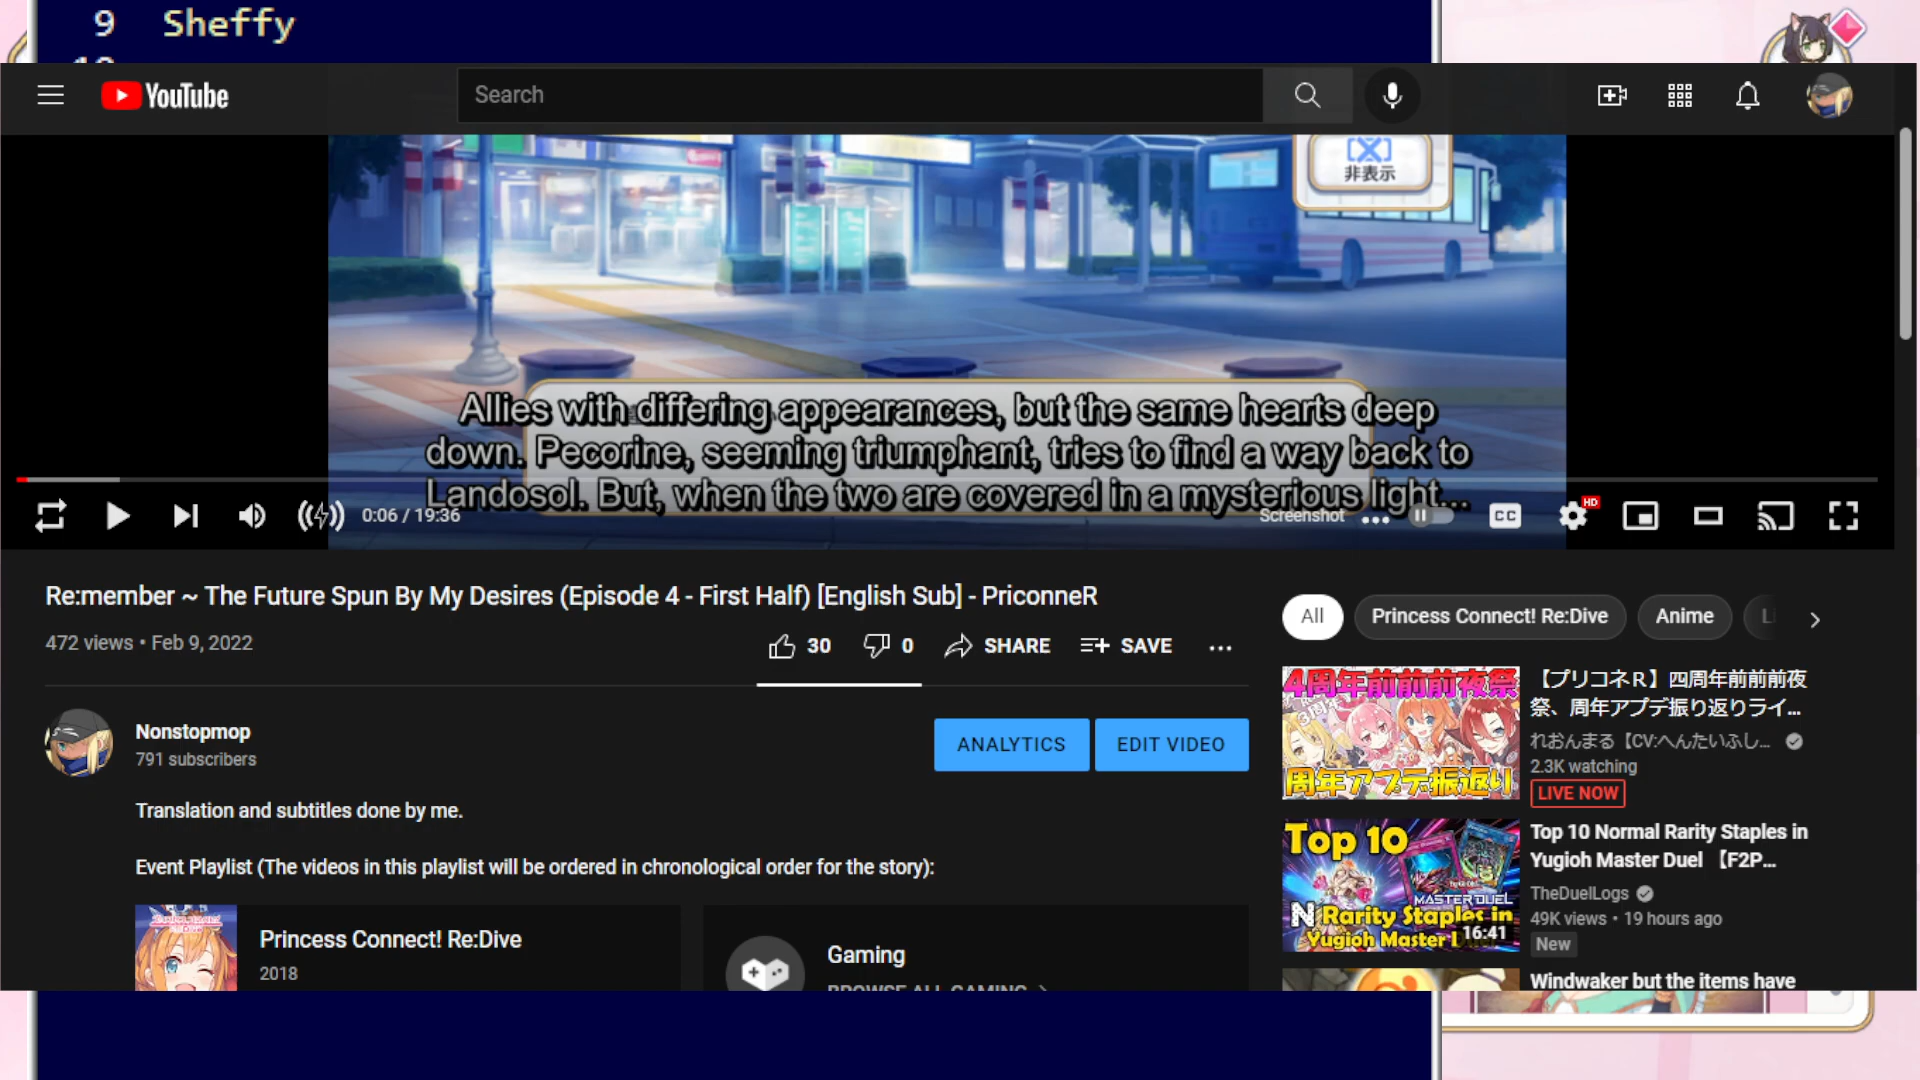 9 Sheffy
YouTube
Search
非表示
Allies with differing appearances, but the same hearts deep
down. Pecorine, seeming triumphant, tries to find a way back to
Landosol. But, when the two are covered in a mysterious light...
0:06 / 19:36
Screenshot
CC
HD
Re:member ~ The Future Spun By My Desires (Episode 4 - First Half) [English Sub] - PriconneR
472 views • Feb 9, 2022
30
0
SHARE
SAVE
Nonstopmop
791 subscribers
ANALYTICS
EDIT VIDEO
Translation and subtitles done by me.
Event Playlist (The videos in this playlist will be ordered in chronological order for the story):
Princess Connect! Re:Dive
2018
Gaming
BROWSE ALL GAMING
All
Princess Connect! Re:Dive
Anime
4周年前前前夜祭
3周年
周年アプデ振返り
【プリコネR】四周年前前前夜
祭、周年アプデ振り返りライ...
れおんまる【CV:へんたいふし...
2.3K watching
LIVE NOW
Top 10
MASTER DUEL
N Rarity Staples in
Yugioh Master
16:41
Top 10 Normal Rarity Staples in
Yugioh Master Duel 【F2P...
TheDuelLogs
49K views • 19 hours ago
New
Windwaker but the items have